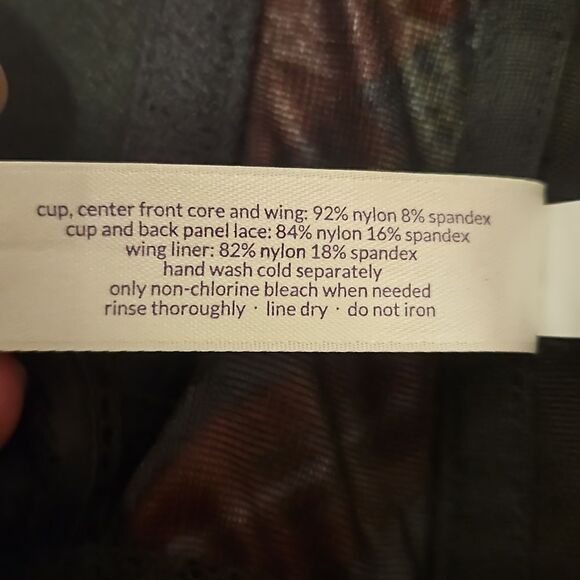 cup, center front core and wing: 92% nylon 8% spandex
cup and back panel lace: 84% nylon 16% spandex
wing liner: 82% nylon 18% spandex
hand wash cold separately
only non-chlorine bleach when needed
rinse thoroughly · line dry · do not iron